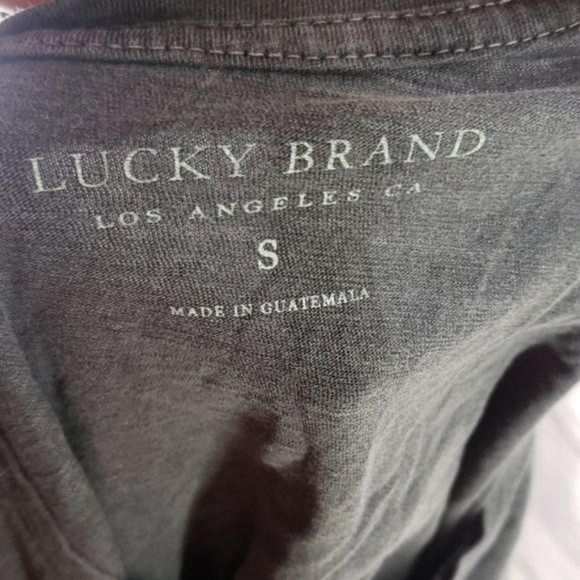 LUCKY BRAND
LOS ANGELES CA
S
MADE IN GUATEMALA